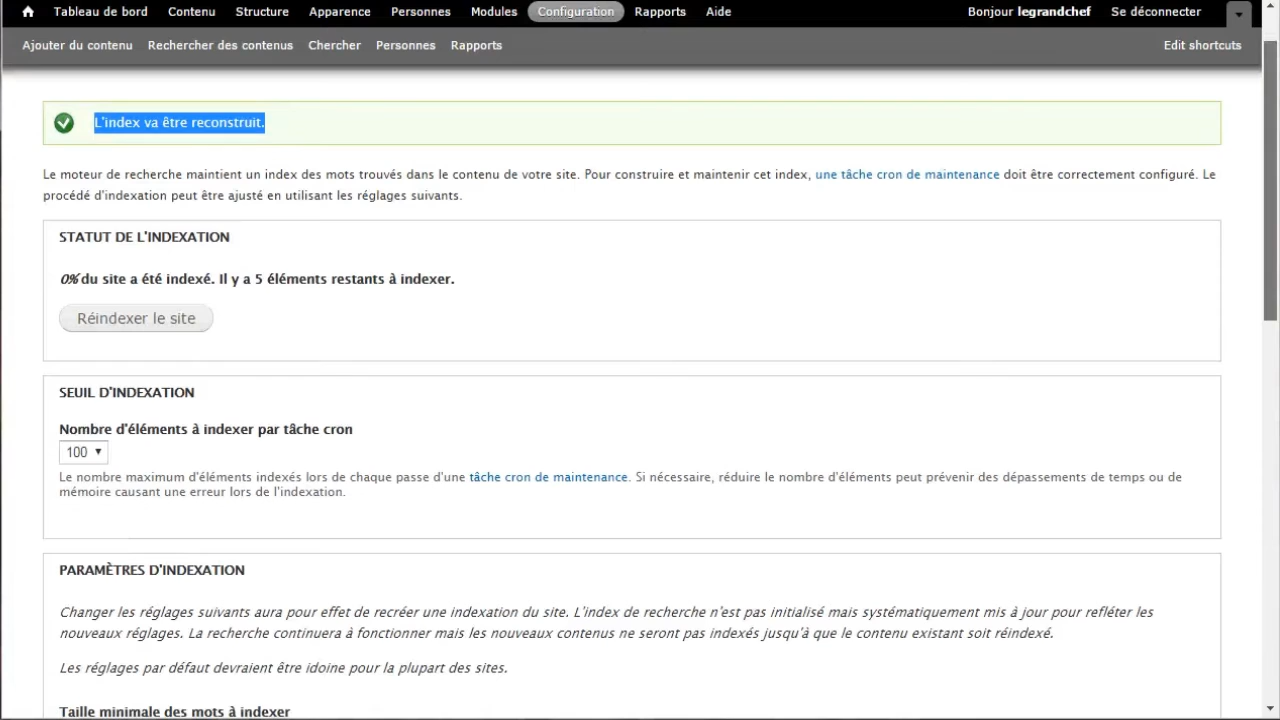 Tableau de bord Contenu Structure Apparence Personnes Modules Configuration Rapports Aide Bonjour legrandchef Se déconnecter
Ajouter du contenu Rechercher des contenus Chercher Personnes Rapports Edit shortcuts
L'index va être reconstruit.
Le moteur de recherche maintient un index des mots trouvés dans le contenu de votre site. Pour construire et maintenir cet index, une tâche cron de maintenance doit être correctement configuré. Le
procédé d'indexation peut être ajusté en utilisant les réglages suivants.
STATUT DE L'INDEXATION
0% du site a été indexé. Il y a 5 éléments restants à indexer.
Réindexer le site
SEUIL D'INDEXATION
Nombre d'éléments à indexer par tâche cron
100
Le nombre maximum d'éléments indexés lors de chaque passe d'une tâche cron de maintenance. Si nécessaire, réduire le nombre d'éléments peut prévenir des dépassements de temps ou de
mémoire causant une erreur lors de l'indexation.
PARAMÈTRES D'INDEXATION
Changer les réglages suivants aura pour effet de recréer une indexation du site. L'index de recherche n'est pas initialisé mais systématiquement mis à jour pour refléter les
nouveaux réglages. La recherche continuera à fonctionner mais les nouveaux contenus ne seront pas indexés jusqu'à que le contenu existant soit réindexé.
Les réglages par défaut devraient être idoine pour la plupart des sites.
Taille minimale des mots à indexer